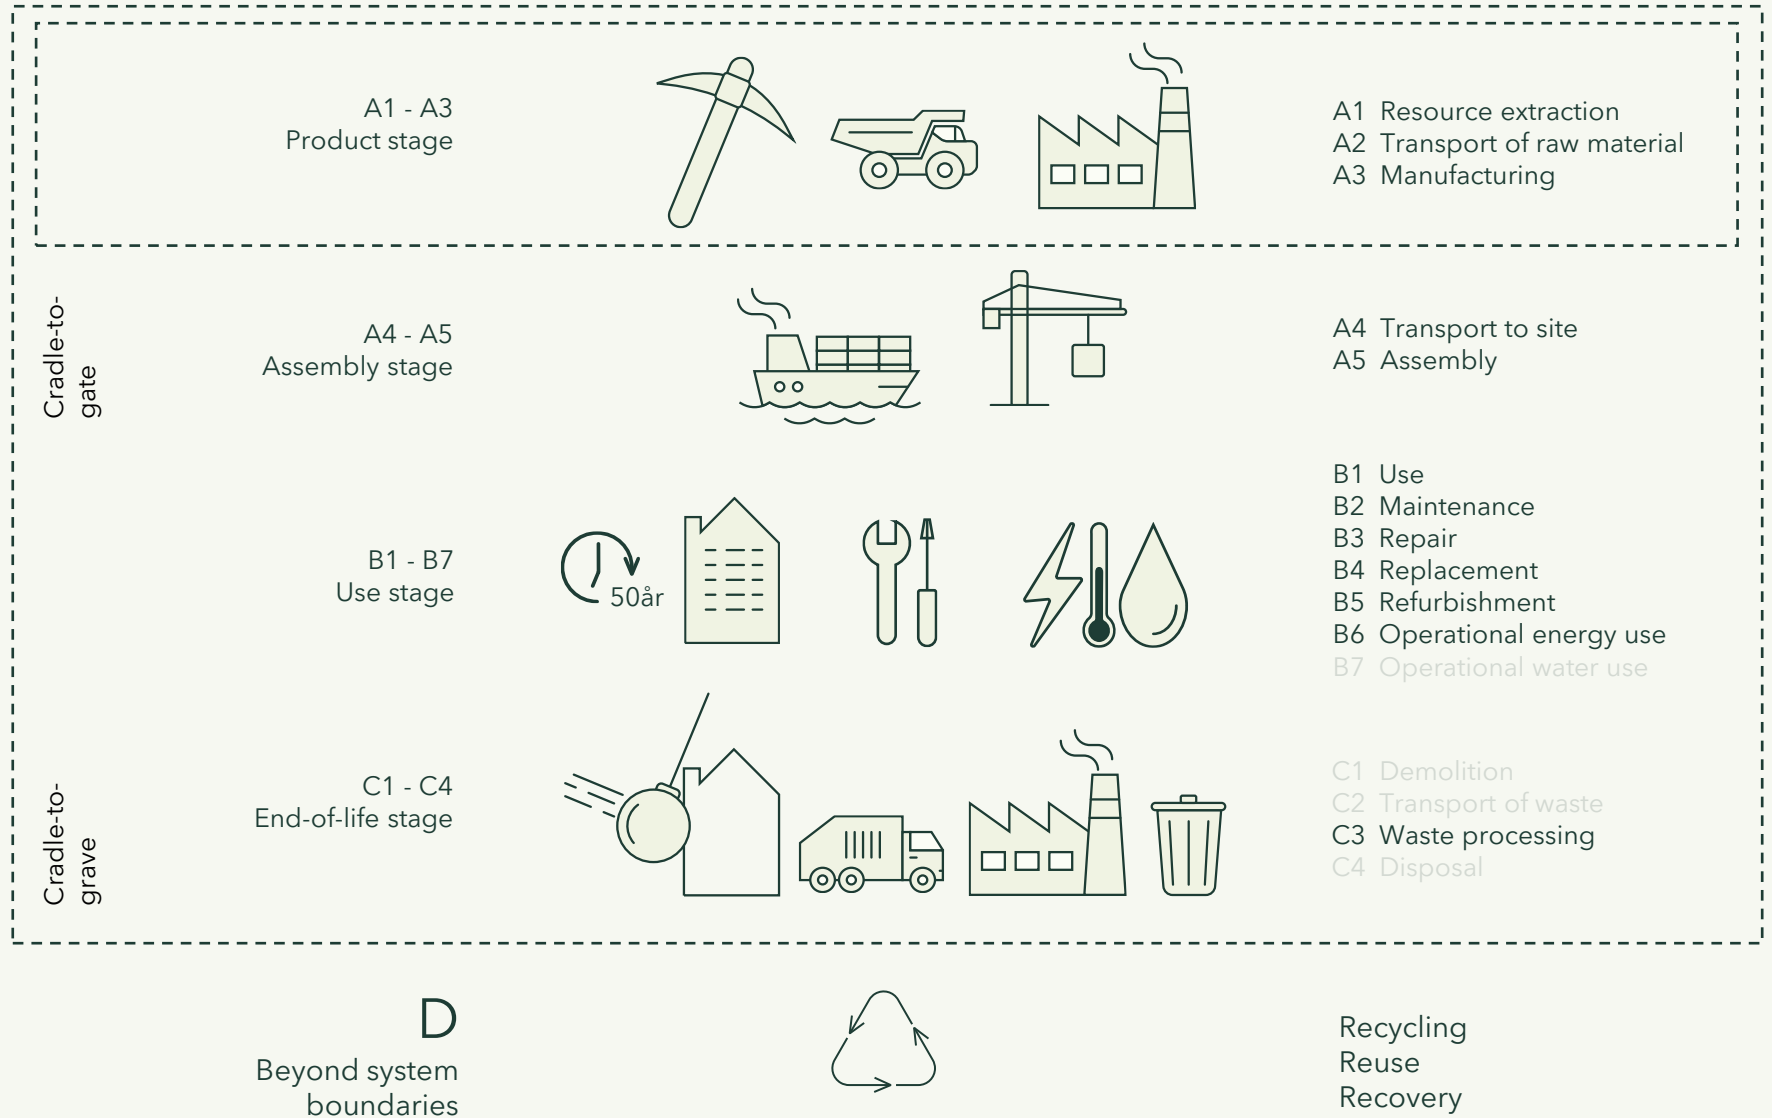 A1 - A3
Product stage
A1 Resource extraction
A2 Transport of raw material
A3 Manufacturing
Cradle-to-
gate
A4 - A5
Assembly stage
A4 Transport to site
A5 Assembly
B1 - B7
Use stage
50år
B1 Use
B2 Maintenance
B3 Repair
B4 Replacement
B5 Refurbishment
B6 Operational energy use
B7 Operational water use
Cradle-to-
grave
C1 - C4
End-of-life stage
C1 Demolition
C2 Transport of waste
C3 Waste processing
C4 Disposal
D
Beyond system
boundaries
Recycling
Reuse
Recovery